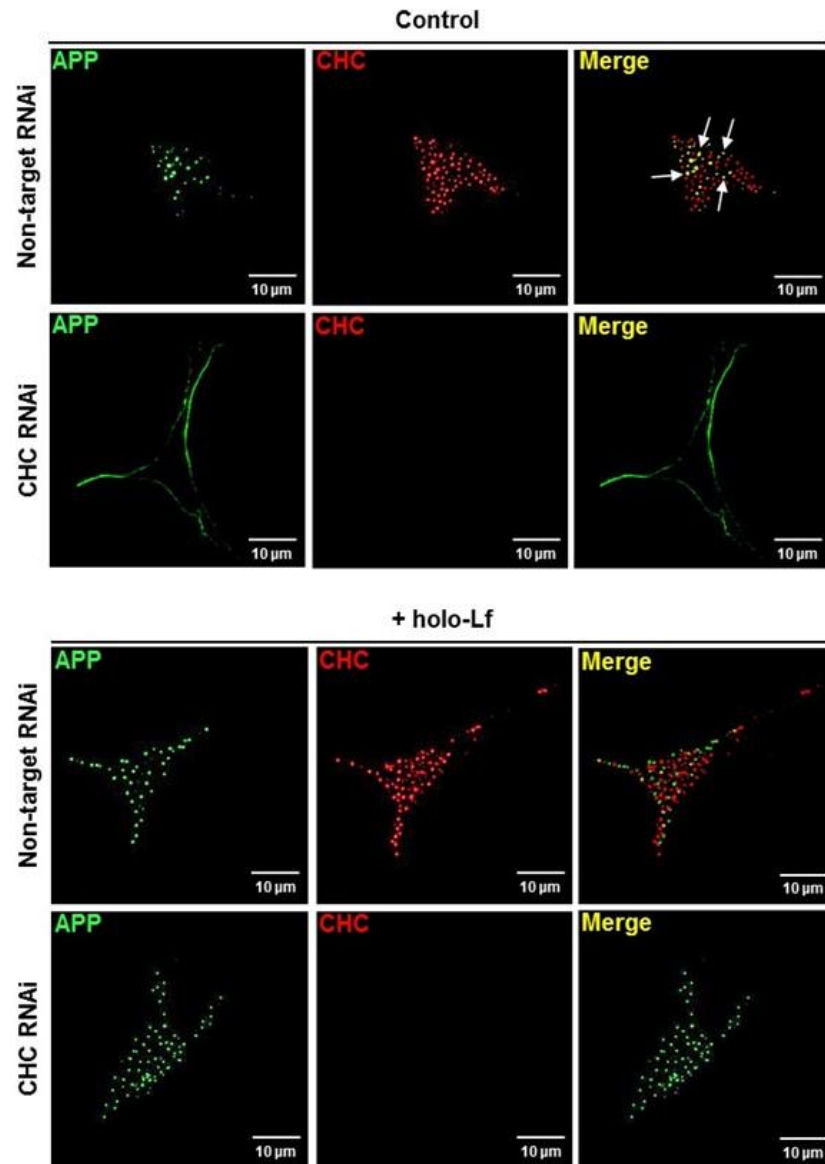 Control
Non-target RNAi
APP
CHC
Merge
10 µm
10 µm
10 µm
CHC RNAi
APP
CHC
Merge
10 µm
10 µm
10 µm
+ holo-Lf
Non-target RNAi
APP
CHC
Merge
10 µm
10 µm
10 µm
CHC RNAi
APP
CHC
Merge
10 µm
10 µm
10 µm